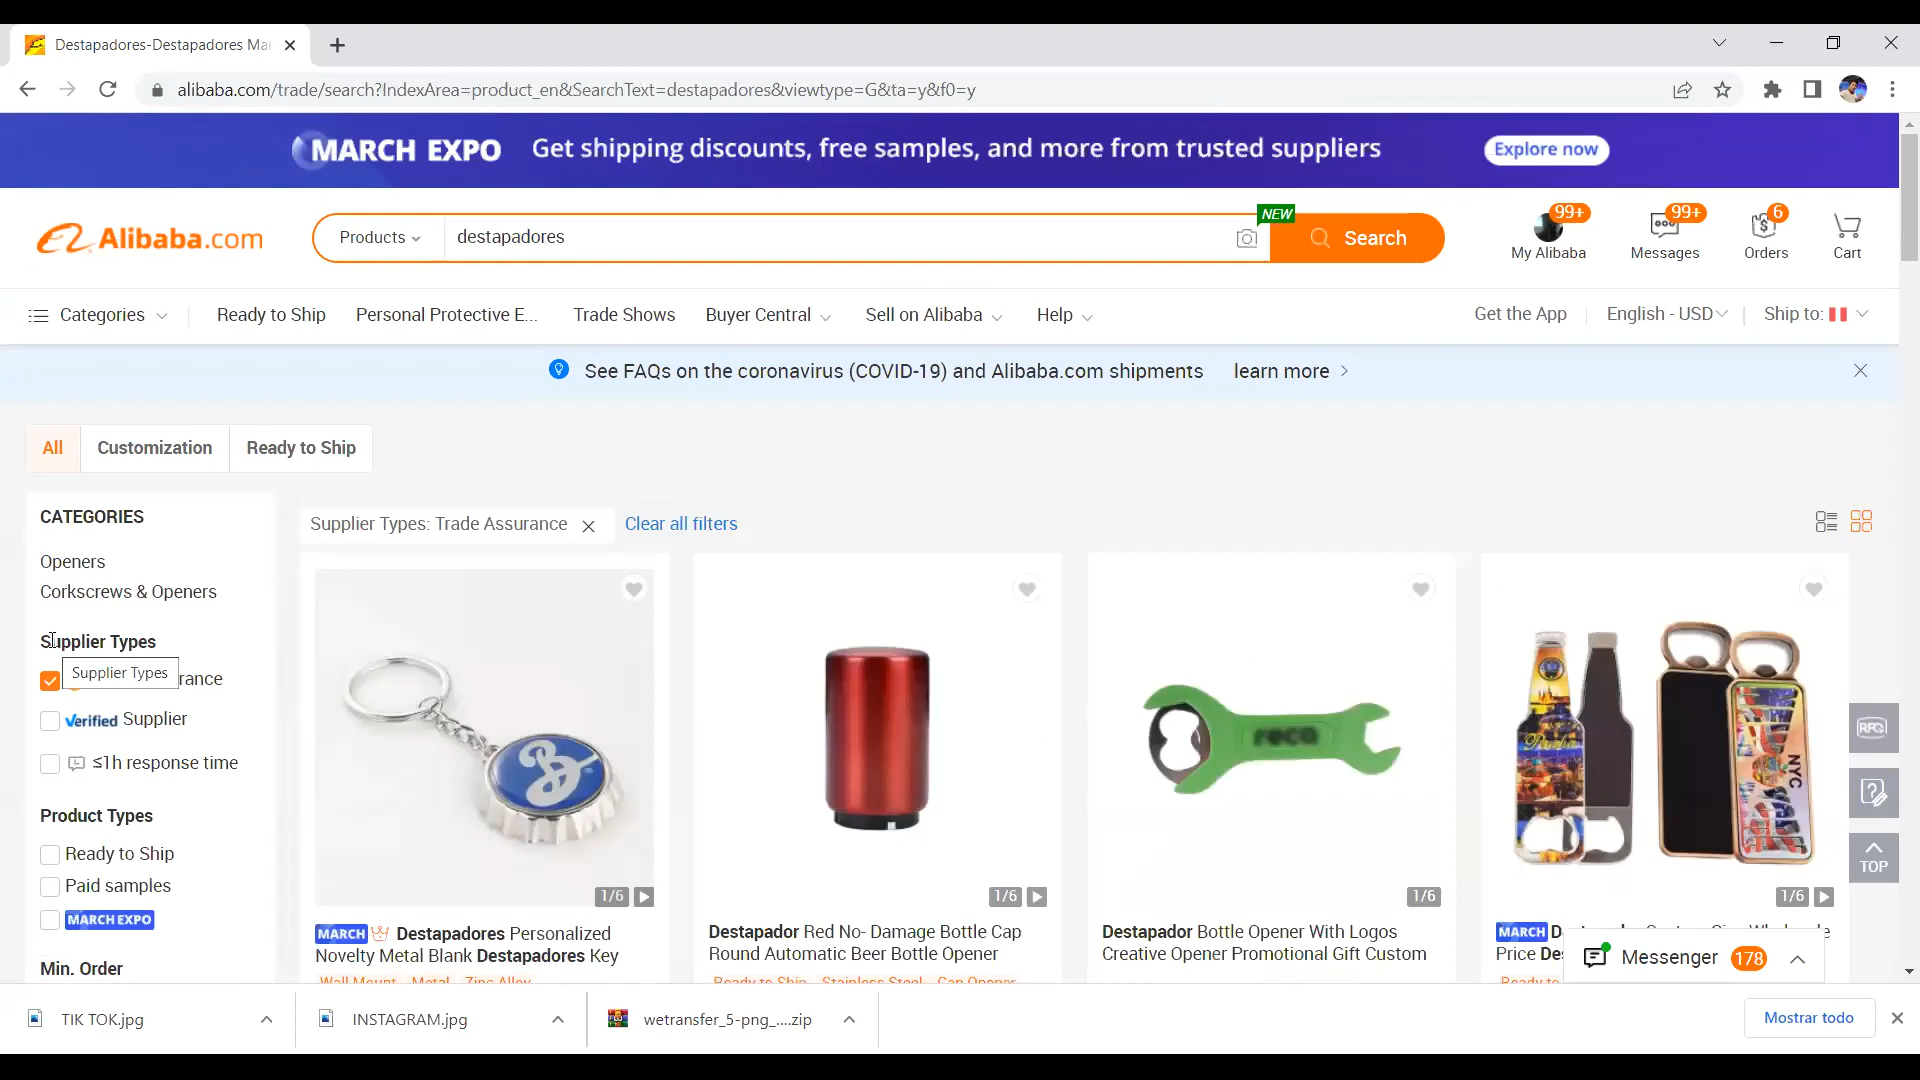 Destapadores-Destapadores Ma
alibaba.com/trade/search?IndexArea=product_en&SearchText=destapadores&viewtype=G&ta=y&f0=y
MARCH EXPO Get shipping discounts, free samples, and more from trusted suppliers Explore now
Alibaba.com Products destapadores NEW Search
99+ 99+ 6
My Alibaba Messages Orders Cart
Categories Ready to Ship Personal Protective E... Trade Shows Buyer Central Sell on Alibaba Help Get the App English - USD Ship to:
See FAQs on the coronavirus (COVID-19) and Alibaba.com shipments learn more
All Customization Ready to Ship
CATEGORIES
Openers
Corkscrews & Openers
Supplier Types
Supplier Types
rance
Verified Supplier
≤1h response time
Product Types
Ready to Ship
Paid samples
MARCH EXPO
Min. Order
Supplier Types: Trade Assurance Clear all filters
1/6
MARCH Destapadores Personalized
Novelty Metal Blank Destapadores Key
Wall Mount Metal Zinc Alloy
1/6
Destapador Red No- Damage Bottle Cap
Round Automatic Beer Bottle Opener
Ready to Ship Stainless Steel Can Opener
roca
1/6
Destapador Bottle Opener With Logos
Creative Opener Promotional Gift Custom
NYC
1/6
MARCH
Price De
Ready to
RFQ
TOP
Messenger 178
TIK TOK.jpg INSTAGRAM.jpg wetransfer_5-png_....zip Mostrar todo